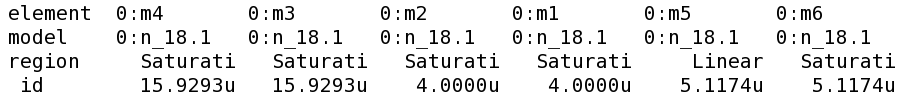 element 0:m4 0:m3 0:m2 0:m1 0:m5 0:m6
model 0:n_18.1 0:n_18.1 0:n_18.1 0:n_18.1 0:n_18.1 0:n_18.1
region Saturati Saturati Saturati Saturati Linear Saturati
id 15.9293u 15.9293u 4.0000u 4.0000u 5.1174u 5.1174u